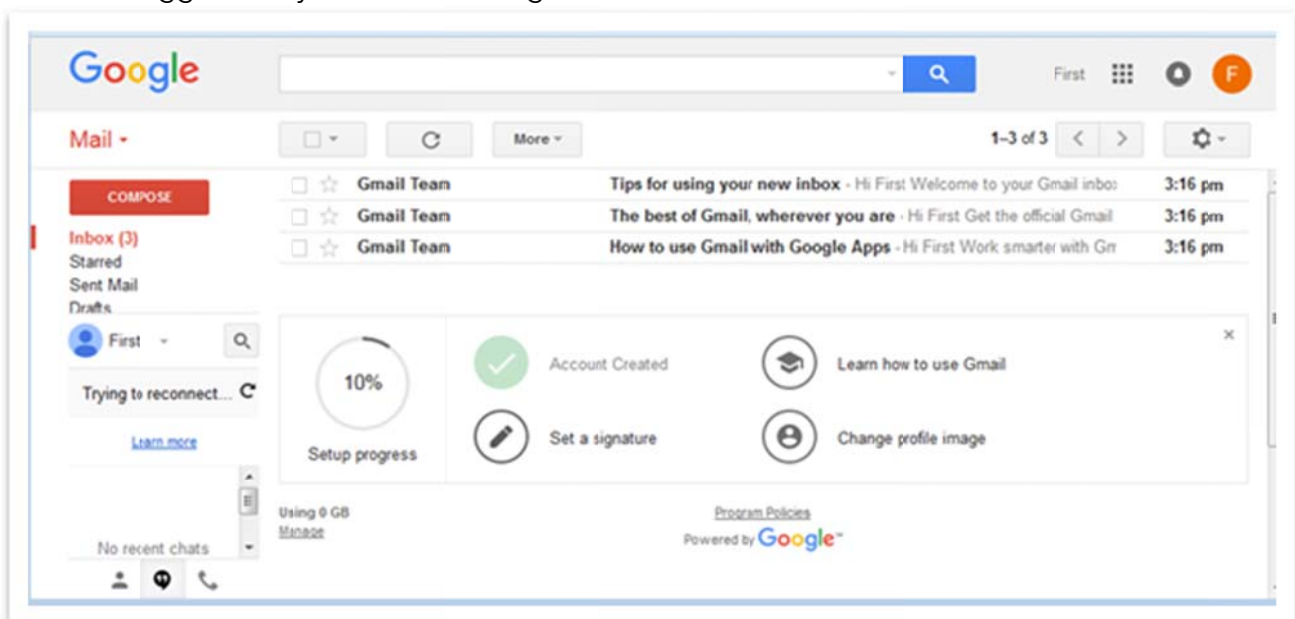 Google
First
F
Mail
More
1–3 of 3
COMPOSE
Gmail Team Tips for using your new inbox - Hi First Welcome to your Gmail inbox 3:16 pm
Gmail Team The best of Gmail, wherever you are - Hi First Get the official Gmail 3:16 pm
Gmail Team How to use Gmail with Google Apps - Hi First Work smarter with Gm 3:16 pm
Inbox (3)
Starred
Sent Mail
Drafts
First
Trying to reconnect...
Learn more
No recent chats
10%
Setup progress
Account Created
Learn how to use Gmail
Set a signature
Change profile image
Using 0 GB
Manage
Program Policies
Powered by Google™